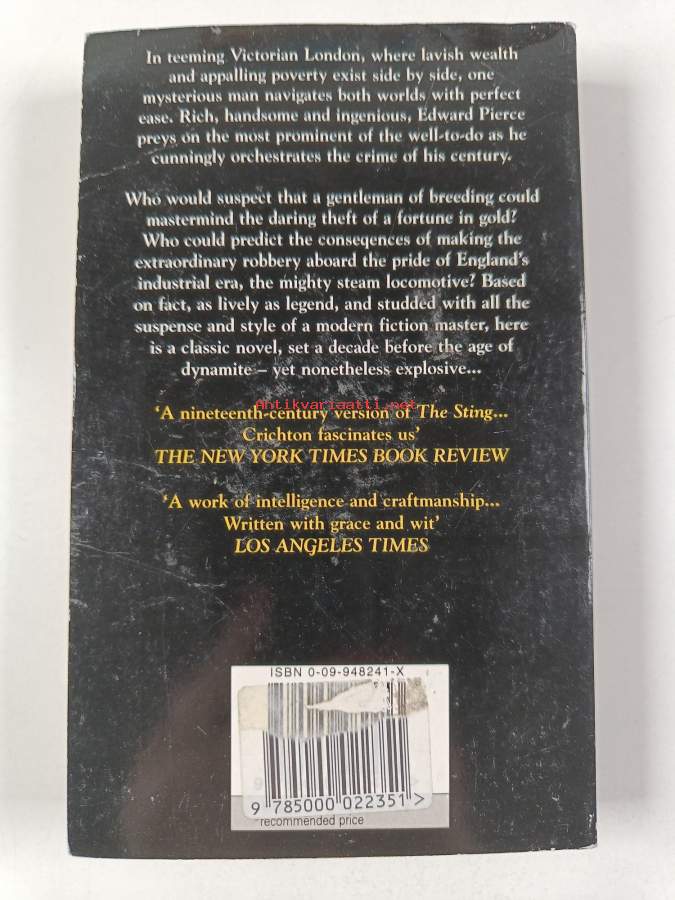 In teeming Victorian London, where lavish wealth
and appalling poverty exist side by side, one
mysterious man navigates both worlds with perfect
ease. Rich, handsome and ingenious, Edward Pierce
preys on the most prominent of the well-to-do as he
cunningly orchestrates the crime of his century.
Who would suspect that a gentleman of breeding could
mastermind the daring theft of a fortune in gold?
Who could predict the conseqences of making the
extraordinary robbery aboard the pride of England's
industrial era, the mighty steam locomotive? Based
on fact, as lively as legend, and studded with all the
suspense and style of a modern fiction master, here
is a classic novel, set a decade before the age of
dynamite – yet nonetheless explosive...
Antikvariaatti.net
'A nineteenth-century version of The Sting...
Crichton fascinates us'
THE NEW YORK TIMES BOOK REVIEW
'A work of intelligence and craftmanship...
Written with grace and wit'
LOS ANGELES TIMES
ISBN 0-09-948241-X
9 785000 022351 >
recommended price